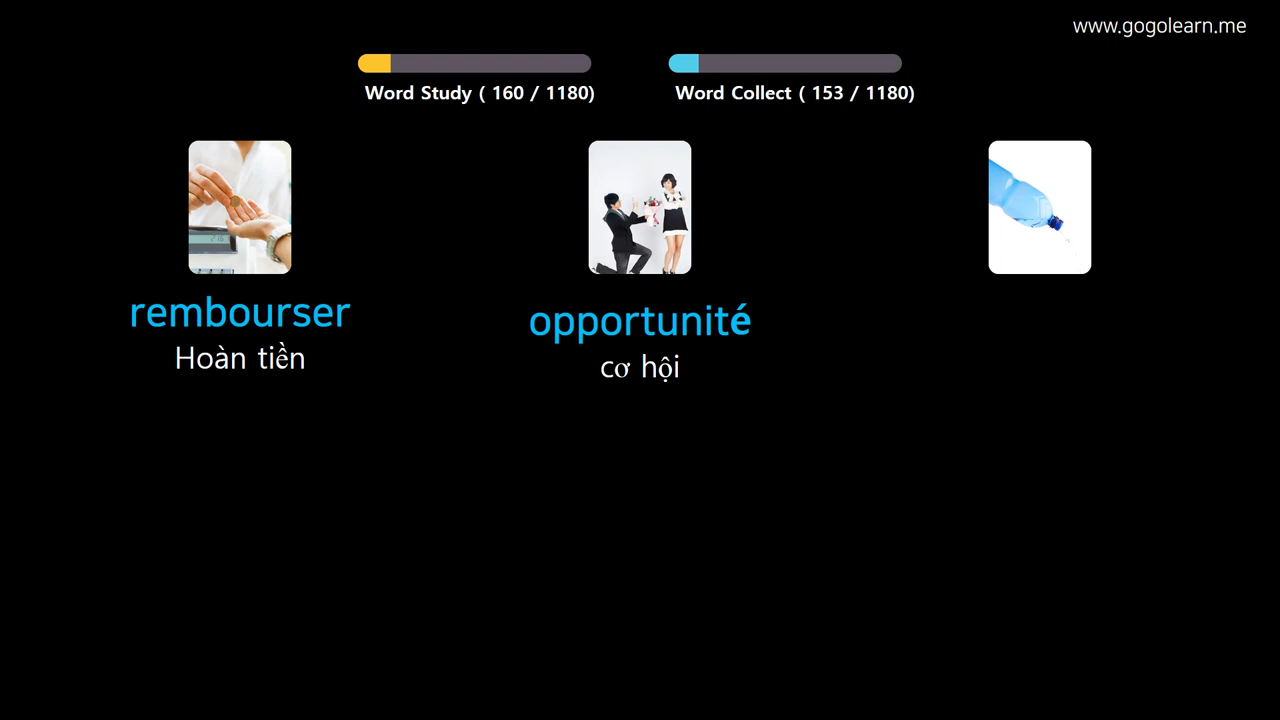 www.gogolearn.me
Word Study ( 160 / 1180)
Word Collect ( 153 / 1180)
rembourser
Hoàn tiền
opportunité
cơ hội